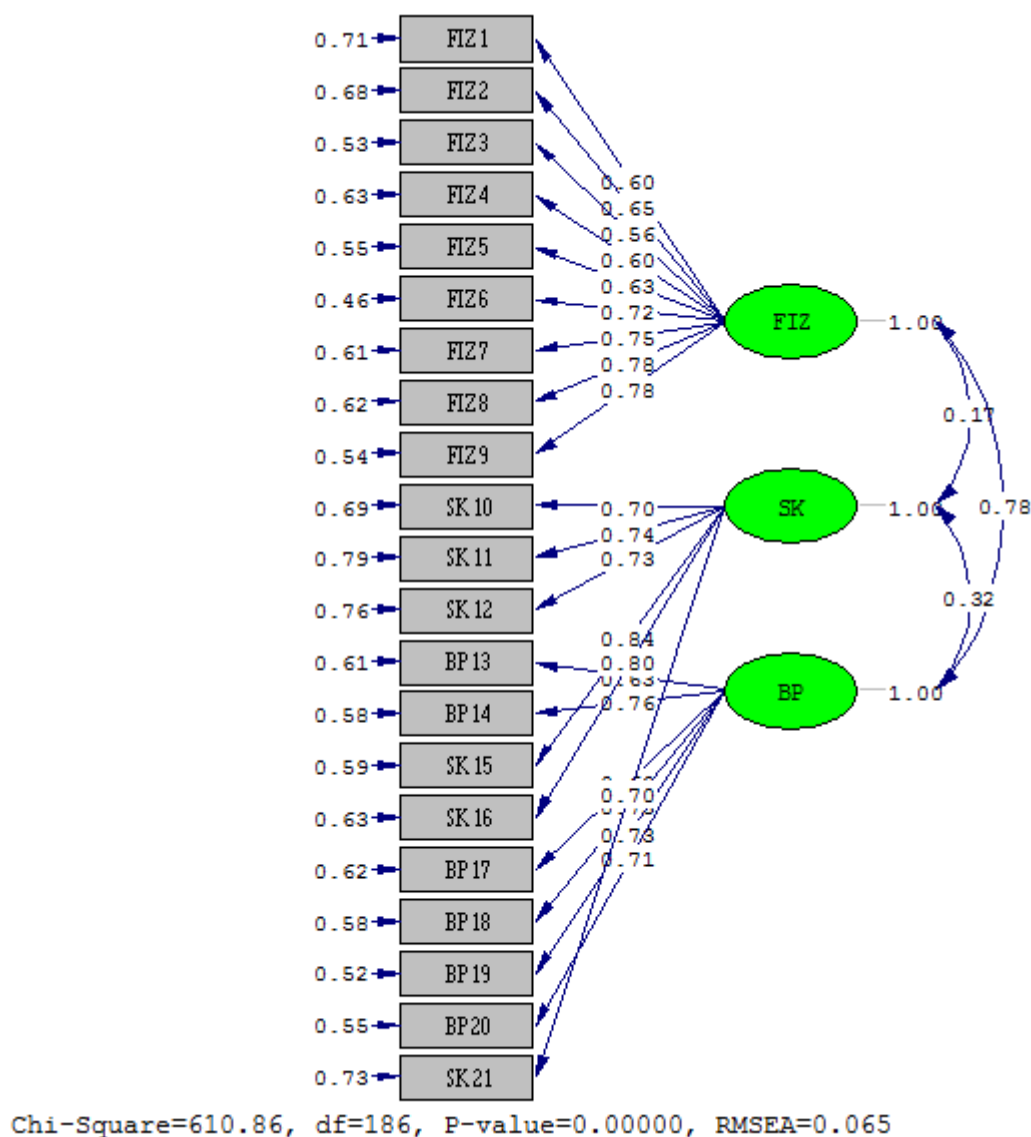 0.71 FIZ1
0.68 FIZ2
0.53 FIZ3
0.63 FIZ4 0.60
0.65
0.55 FIZ5 0.56
0.60
0.63
0.46 FIZ6 0.72 FIZ 1.00
0.75
0.61 FIZ7
0.78
0.62 FIZ8 0.78
0.17
0.54 FIZ9
0.69 SK10 0.70 SK 1.00 0.78
0.74
0.79 SK11 0.73
0.76 SK12 0.32
0.84
0.61 BP13 0.80
0.63
0.58 BP14 0.76 BP 1.00
0.59 SK15
0.63 SK16 0.70
0.73
0.62 BP17 0.71
0.58 BP18
0.52 BP19
0.55 BP20
0.73 SK21
Chi-Square=610.86, df=186, P-value=0.00000, RMSEA=0.065